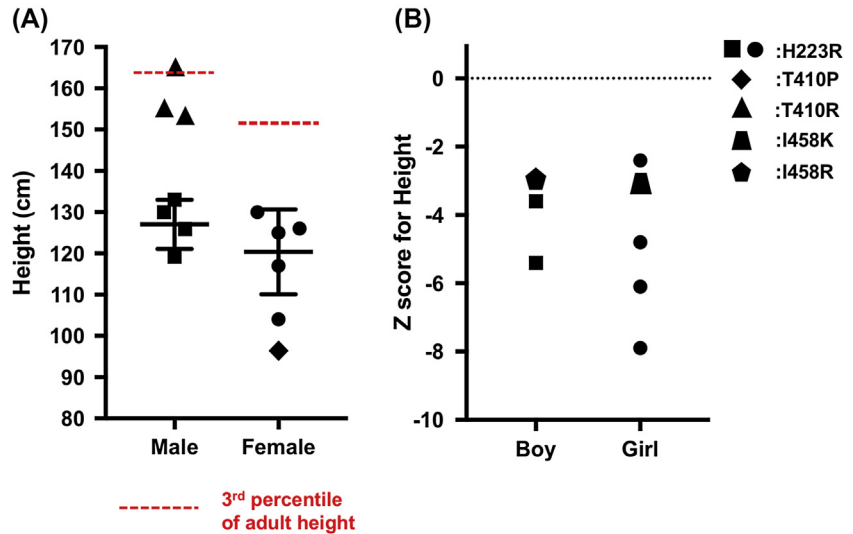 (A)
170
160
150
140
130
120
110
100
90
80
Height (cm)
Male Female
3rd percentile
of adult height
(B)
0
-2
-4
-6
-8
-10
Z score for Height
Boy Girl
:H223R
:T410P
:T410R
:I458K
:I458R